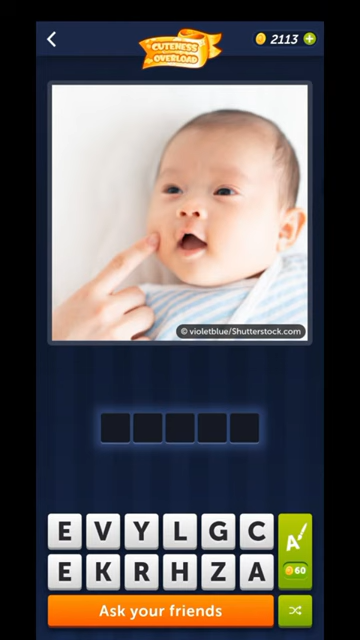 CUTENESS
OVERLOAD
2113
© violetblue/Shutterstock.com
E V Y L G C
A
E K R H Z A
60
Ask your friends